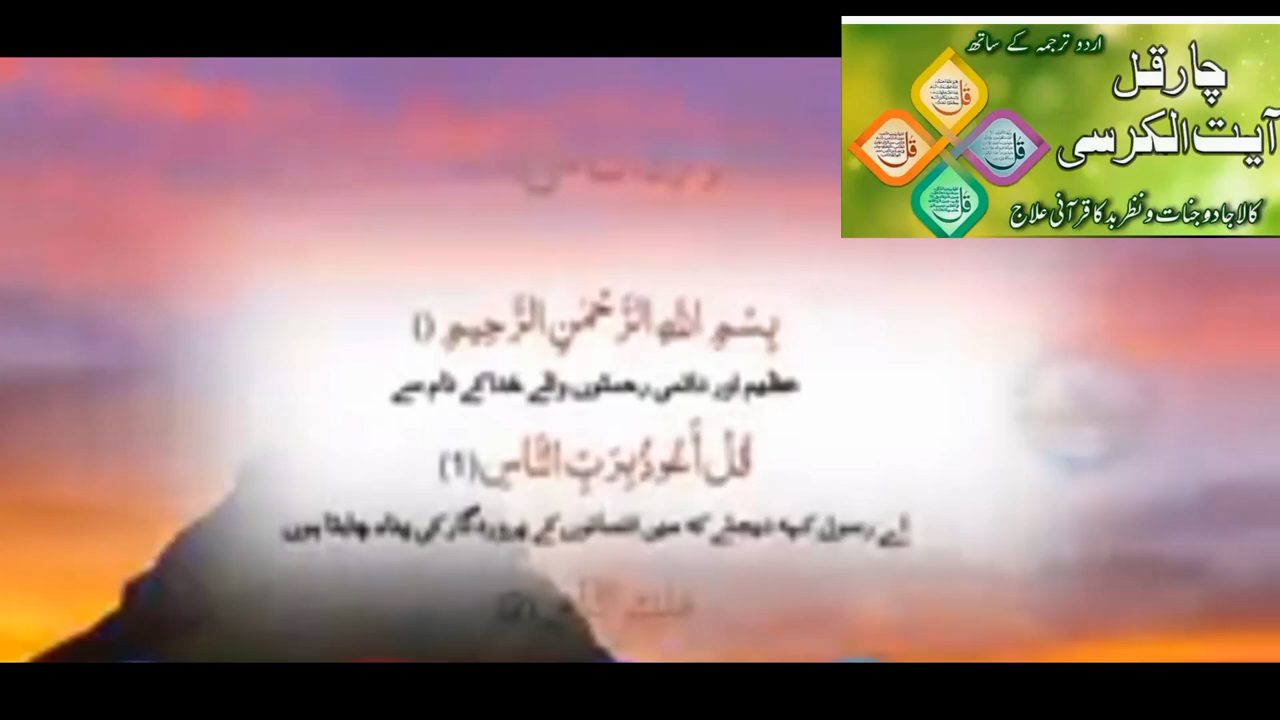 اردو ترجمہ کے ساتھ
چار قل
آیت الکرسی
کالا جادو جنات و نظر بد کا قرآنی علاج
قُل
قُل
قُل
قُل
بِسْمِ اللَّهِ الرَّحْمَٰنِ الرَّحِيمِ ()
عظیم اور دائمی رحمتوں والے خدا کے نام سے
قُلْ أَعُوذُ بِرَبِّ النَّاسِ (1)
اے رسول کہہ دیجئے کہ میں انسانوں کے پروردگار کی پناہ چاہتا ہوں
(2)